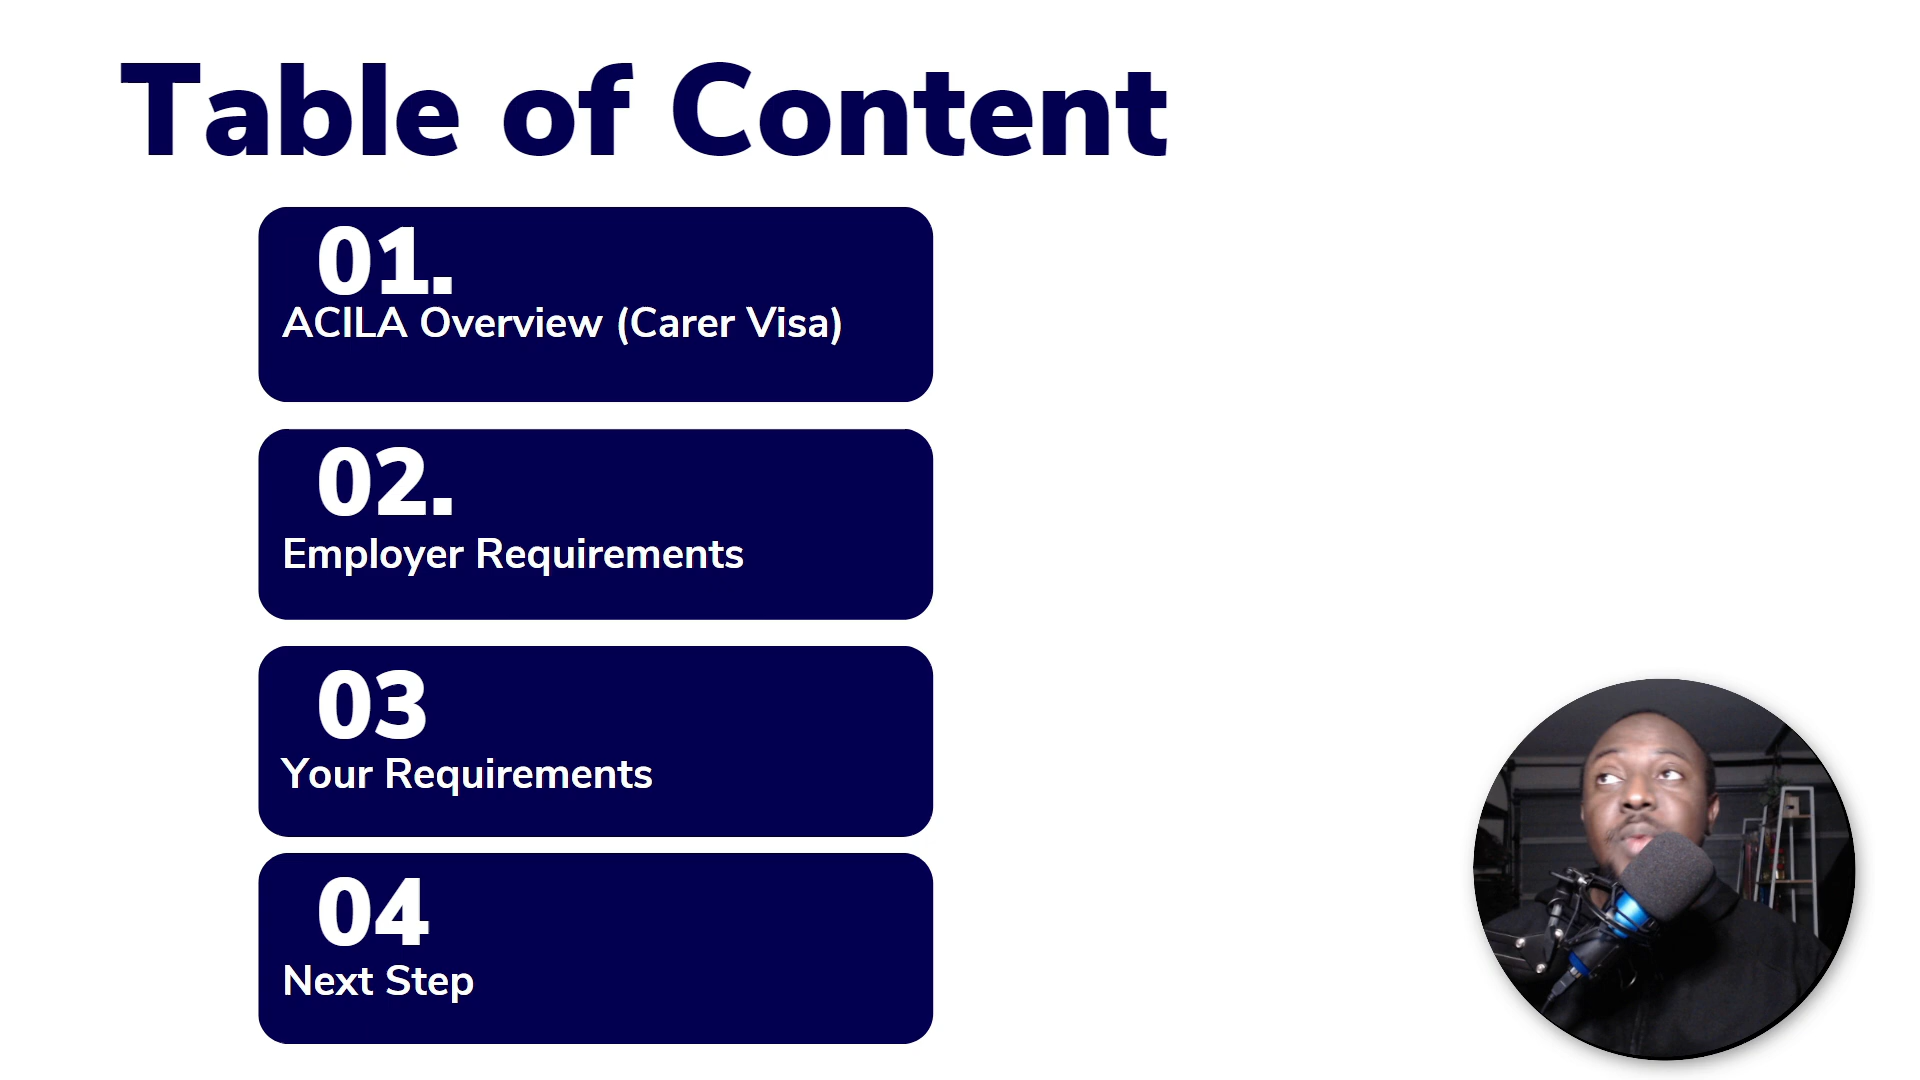 Table of Content
01.
ACILA Overview (Carer Visa)
02.
Employer Requirements
03
Your Requirements
04
Next Step